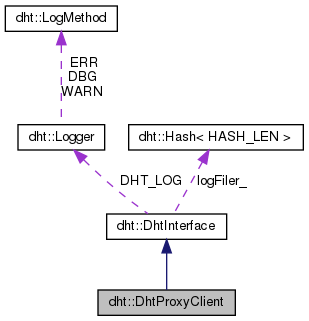 dht::LogMethod
ERR
DBG
WARN
dht::Logger
dht::Hash< HASH_LEN >
DHT_LOG
logFiler_
dht::DhtInterface
dht::DhtProxyClient